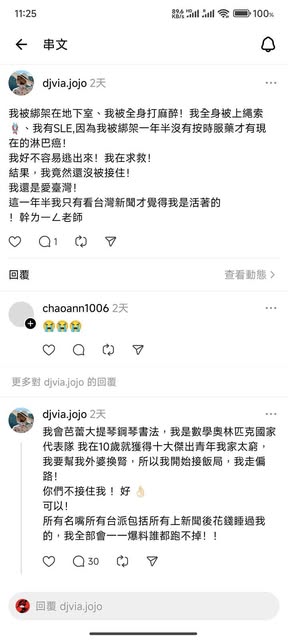 11:25
89.6 KB/S
100%
串文
djvia.jojo 2天
我被綁架在地下室、我被全身打麻醉！我全身被上繩索
🪢、我有SLE,因為我被綁架一年半沒有按時服藥才有現
在的淋巴癌！
我好不容易逃出來！我在求救！
結果，我竟然還沒被接住！
我還是愛臺灣！
這一年半我只有看台灣新聞才覺得我是活著的
！幹ㄉㄧㄥ老師
1
回覆
查看動態
chaoann1006 2天
😭😭😭
更多對 djvia.jojo 的回覆
djvia.jojo 2天
我會芭蕾大提琴鋼琴書法，我是數學奧林匹克國家
代表隊 我在10歲就獲得十大傑出青年我家太窮，
我要幫我外婆換腎，所以我開始接飯局，我走偏
路！
你們不接住我！好👌🏻
可以！
所有名嘴所有台派包括所有上新聞後花錢睡過我
的，我全部會一一爆料誰都跑不掉！！
30
回覆 djvia.jojo